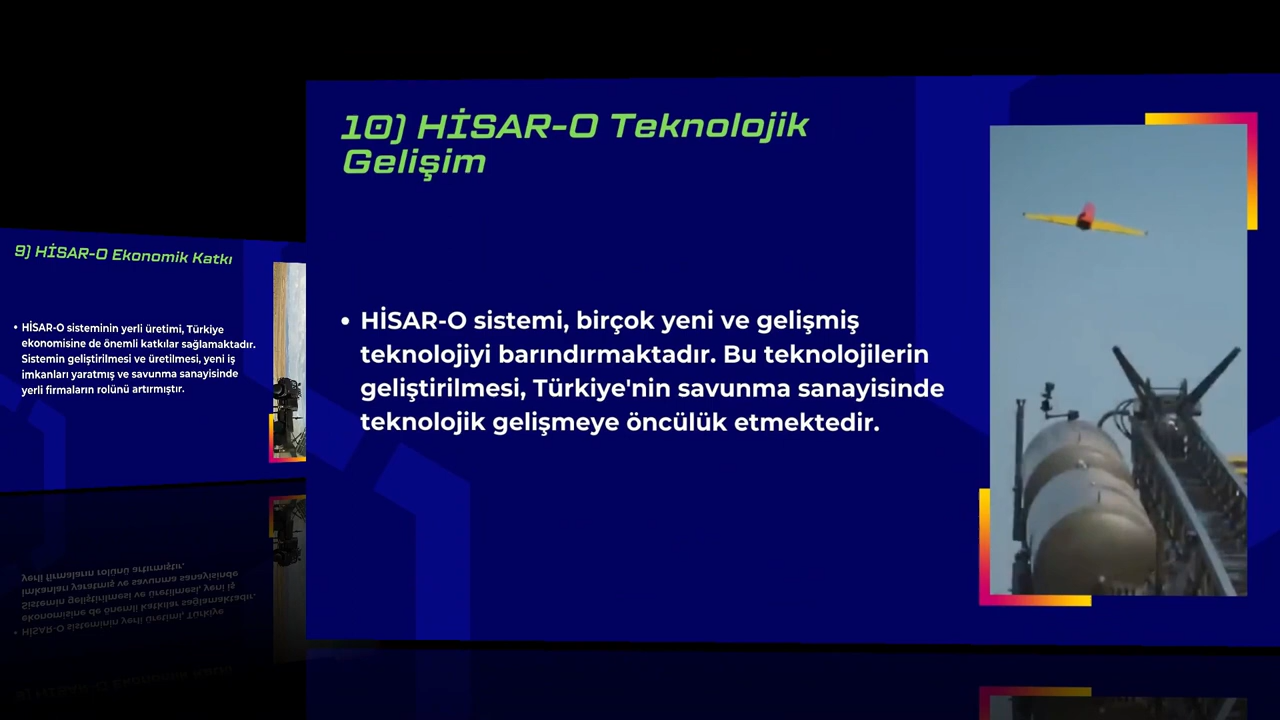 9) HİSAR-O Ekonomik Katkı
• HİSAR-O sisteminin yerli üretimi, Türkiye
ekonomisine de önemli katkılar sağlamaktadır.
Sistemin geliştirilmesi ve üretilmesi, yeni iş
imkanları yaratmış ve savunma sanayisinde
yerli firmaların rolünü artırmıştır.
10) HİSAR-O Teknolojik
Gelişim
• HİSAR-O sistemi, birçok yeni ve gelişmiş
teknolojiyi barındırmaktadır. Bu teknolojilerin
geliştirilmesi, Türkiye'nin savunma sanayisinde
teknolojik gelişmeye öncülük etmektedir.